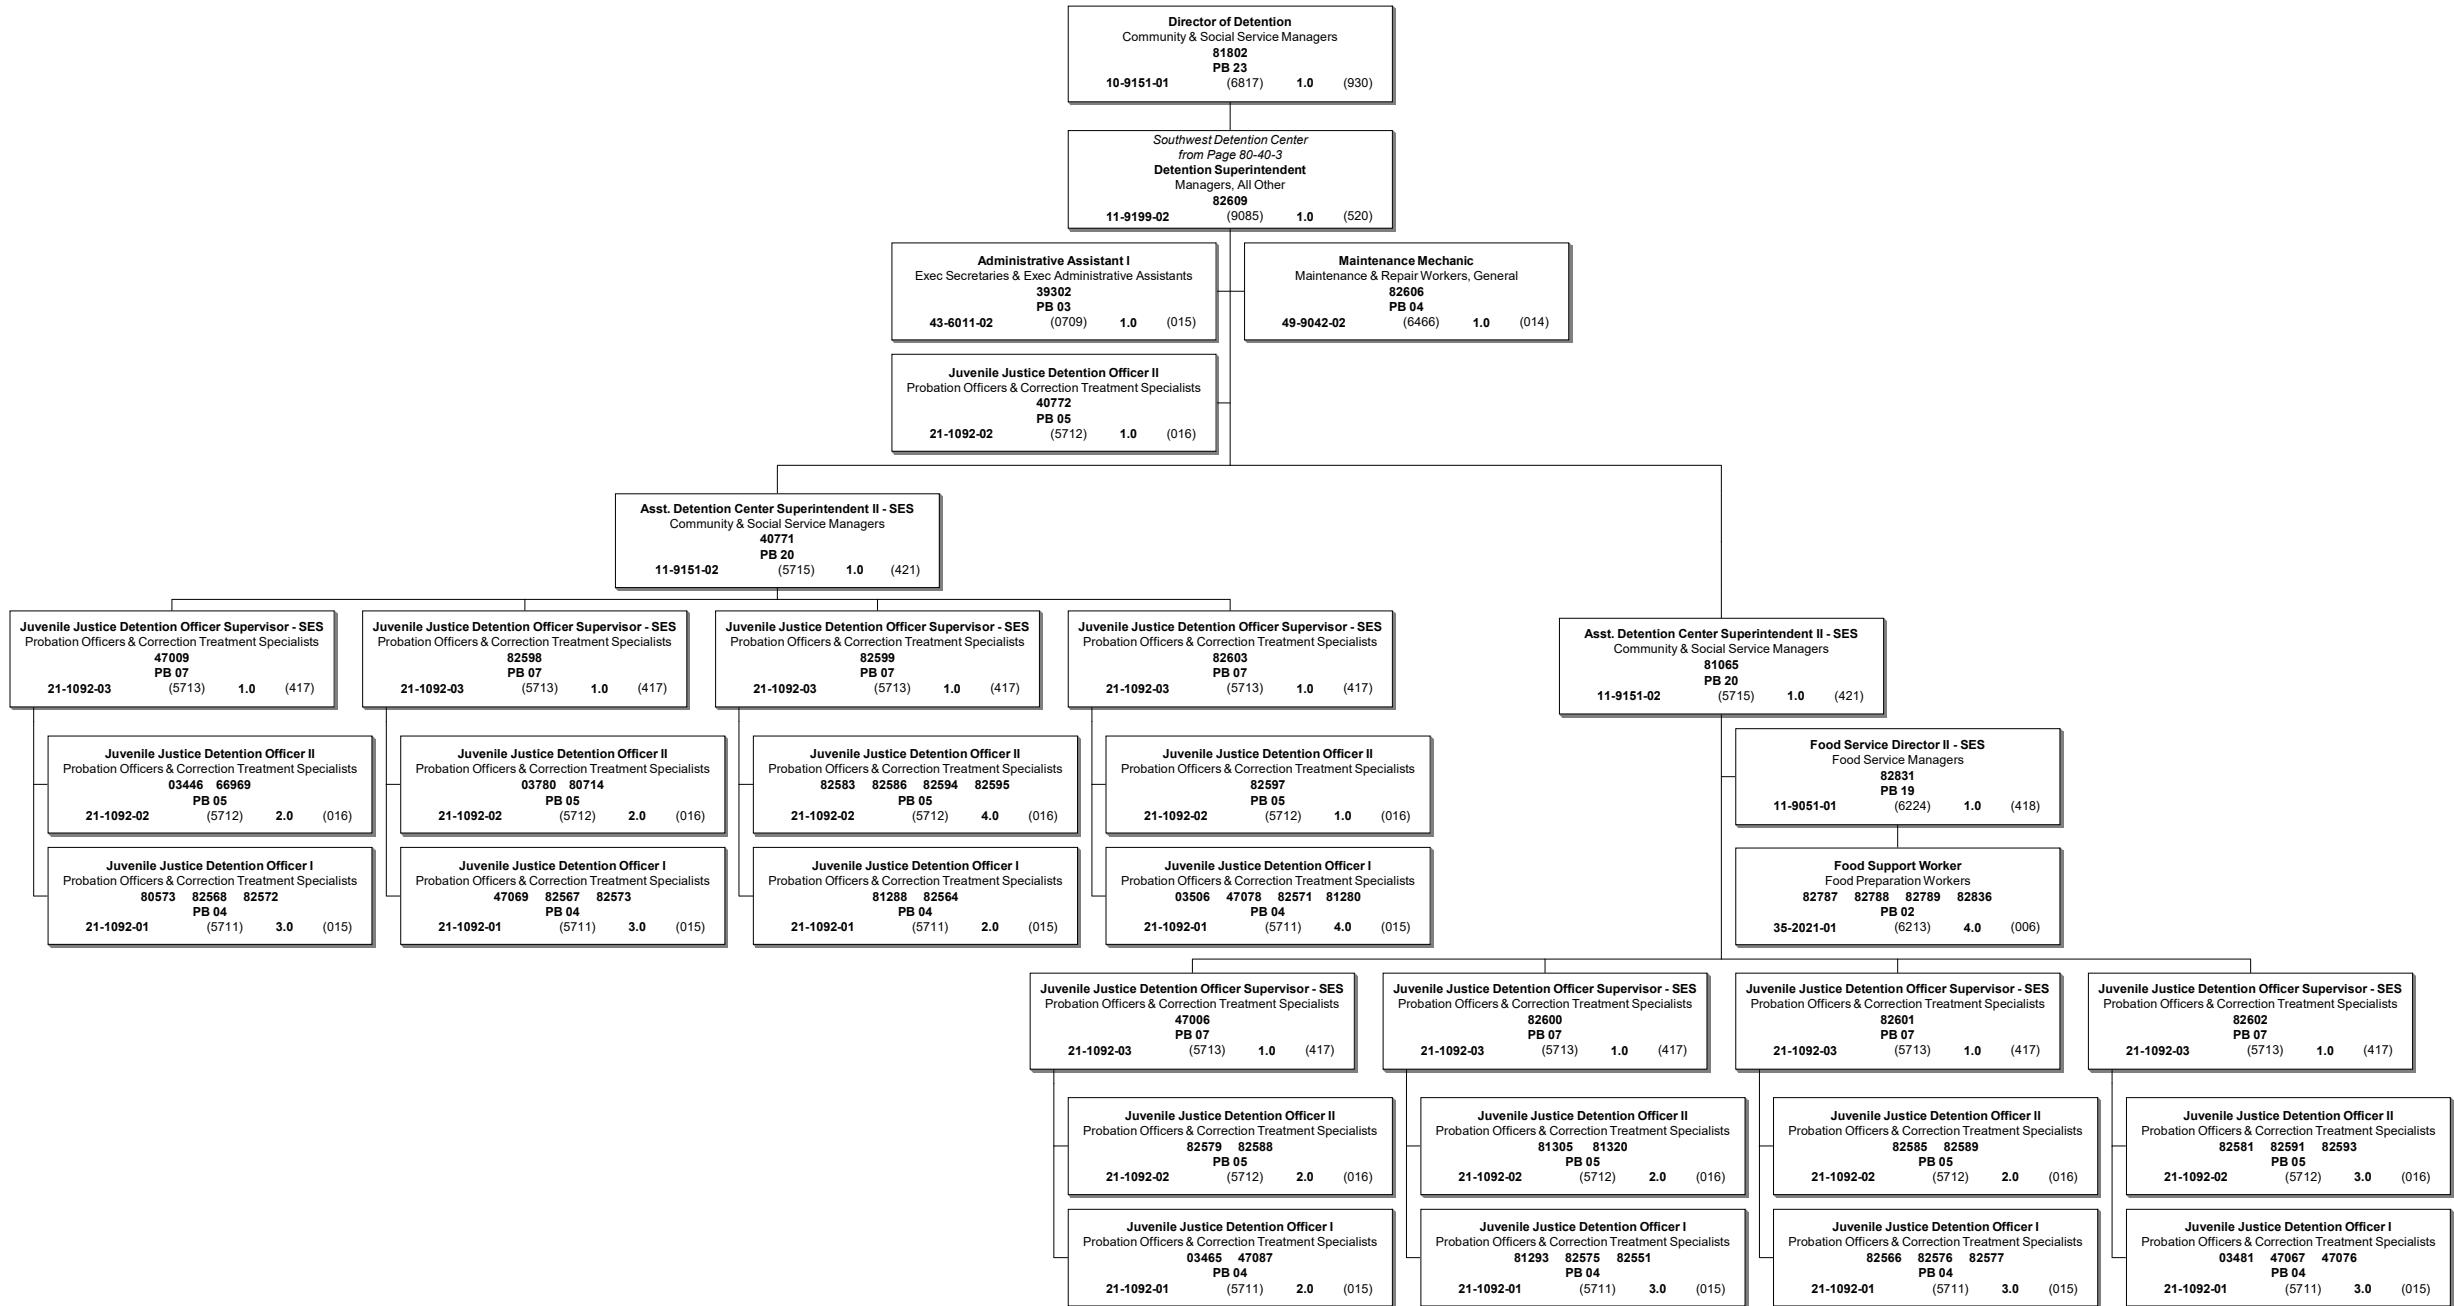 Director of Detention
Community & Social Service Managers
81802
PB 23
10-9151-01 (6817) 1.0 (930)
Southwest Detention Center
from Page 80-40-3
Detention Superintendent
Managers, All Other
82609
11-9199-02 (9085) 1.0 (520)
Administrative Assistant I
Exec Secretaries & Exec Administrative Assistants
39302
PB 03
43-6011-02 (0709) 1.0 (015)
Maintenance Mechanic
Maintenance & Repair Workers, General
82606
PB 04
49-9042-02 (6466) 1.0 (014)
Juvenile Justice Detention Officer II
Probation Officers & Correction Treatment Specialists
40772
PB 05
21-1092-02 (5712) 1.0 (016)
Asst. Detention Center Superintendent II - SES
Community & Social Service Managers
40771
PB 20
11-9151-02 (5715) 1.0 (421)
Juvenile Justice Detention Officer Supervisor - SES
Probation Officers & Correction Treatment Specialists
47009
PB 07
21-1092-03 (5713) 1.0 (417)
Juvenile Justice Detention Officer Supervisor - SES
Probation Officers & Correction Treatment Specialists
82598
PB 07
21-1092-03 (5713) 1.0 (417)
Juvenile Justice Detention Officer Supervisor - SES
Probation Officers & Correction Treatment Specialists
82599
PB 07
21-1092-03 (5713) 1.0 (417)
Juvenile Justice Detention Officer Supervisor - SES
Probation Officers & Correction Treatment Specialists
82603
PB 07
21-1092-03 (5713) 1.0 (417)
Asst. Detention Center Superintendent II - SES
Community & Social Service Managers
81065
PB 20
11-9151-02 (5715) 1.0 (421)
Juvenile Justice Detention Officer II
Probation Officers & Correction Treatment Specialists
03446 66969
PB 05
21-1092-02 (5712) 2.0 (016)
Juvenile Justice Detention Officer II
Probation Officers & Correction Treatment Specialists
03780 80714
PB 05
21-1092-02 (5712) 2.0 (016)
Juvenile Justice Detention Officer II
Probation Officers & Correction Treatment Specialists
82583 82586 82594 82595
PB 05
21-1092-02 (5712) 4.0 (016)
Juvenile Justice Detention Officer II
Probation Officers & Correction Treatment Specialists
82597
PB 05
21-1092-02 (5712) 1.0 (016)
Food Service Director II - SES
Food Service Managers
82831
PB 19
11-9051-01 (6224) 1.0 (418)
Juvenile Justice Detention Officer I
Probation Officers & Correction Treatment Specialists
80573 82568 82572
PB 04
21-1092-01 (5711) 3.0 (015)
Juvenile Justice Detention Officer I
Probation Officers & Correction Treatment Specialists
47069 82567 82573
PB 04
21-1092-01 (5711) 3.0 (015)
Juvenile Justice Detention Officer I
Probation Officers & Correction Treatment Specialists
81288 82564
PB 04
21-1092-01 (5711) 2.0 (015)
Juvenile Justice Detention Officer I
Probation Officers & Correction Treatment Specialists
03506 47078 82571 81280
PB 04
21-1092-01 (5711) 4.0 (015)
Food Support Worker
Food Preparation Workers
82787 82788 82789 82836
PB 02
35-2021-01 (6213) 4.0 (006)
Juvenile Justice Detention Officer Supervisor - SES
Probation Officers & Correction Treatment Specialists
47006
PB 07
21-1092-03 (5713) 1.0 (417)
Juvenile Justice Detention Officer Supervisor - SES
Probation Officers & Correction Treatment Specialists
82600
PB 07
21-1092-03 (5713) 1.0 (417)
Juvenile Justice Detention Officer Supervisor - SES
Probation Officers & Correction Treatment Specialists
82601
PB 07
21-1092-03 (5713) 1.0 (417)
Juvenile Justice Detention Officer Supervisor - SES
Probation Officers & Correction Treatment Specialists
82602
PB 07
21-1092-03 (5713) 1.0 (417)
Juvenile Justice Detention Officer II
Probation Officers & Correction Treatment Specialists
82579 82588
PB 05
21-1092-02 (5712) 2.0 (016)
Juvenile Justice Detention Officer II
Probation Officers & Correction Treatment Specialists
81305 81320
PB 05
21-1092-02 (5712) 2.0 (016)
Juvenile Justice Detention Officer II
Probation Officers & Correction Treatment Specialists
82585 82589
PB 05
21-1092-02 (5712) 2.0 (016)
Juvenile Justice Detention Officer II
Probation Officers & Correction Treatment Specialists
82581 82591 82593
PB 05
21-1092-02 (5712) 3.0 (016)
Juvenile Justice Detention Officer I
Probation Officers & Correction Treatment Specialists
03465 47087
PB 04
21-1092-01 (5711) 2.0 (015)
Juvenile Justice Detention Officer I
Probation Officers & Correction Treatment Specialists
81293 82575 82551
PB 04
21-1092-01 (5711) 3.0 (015)
Juvenile Justice Detention Officer I
Probation Officers & Correction Treatment Specialists
82566 82576 82577
PB 04
21-1092-01 (5711) 3.0 (015)
Juvenile Justice Detention Officer I
Probation Officers & Correction Treatment Specialists
03481 47067 47076
PB 04
21-1092-01 (5711) 3.0 (015)